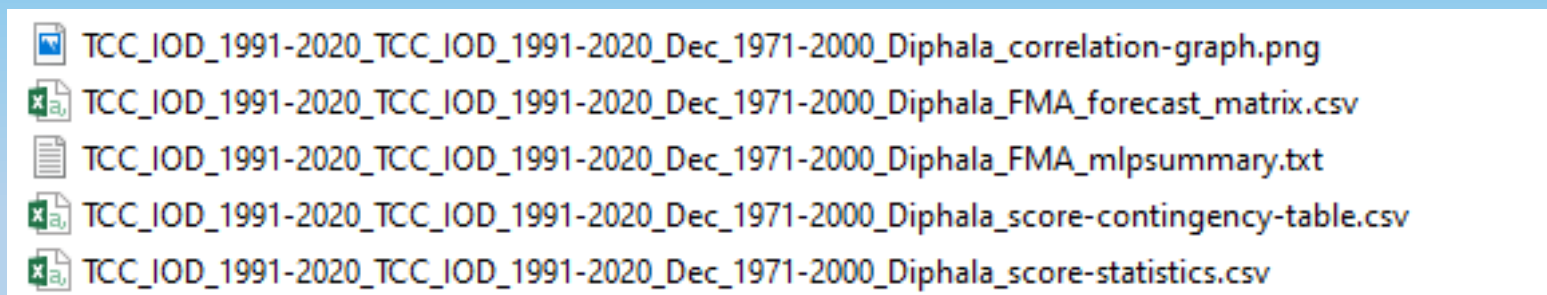 TCC_IOD_1991-2020_TCC_IOD_1991-2020_Dec_1971-2000_Diphala_correlation-graph.png
TCC_IOD_1991-2020_TCC_IOD_1991-2020_Dec_1971-2000_Diphala_FMA_forecast_matrix.csv
TCC_IOD_1991-2020_TCC_IOD_1991-2020_Dec_1971-2000_Diphala_FMA_mlpsummary.txt
TCC_IOD_1991-2020_TCC_IOD_1991-2020_Dec_1971-2000_Diphala_score-contingency-table.csv
TCC_IOD_1991-2020_TCC_IOD_1991-2020_Dec_1971-2000_Diphala_score-statistics.csv